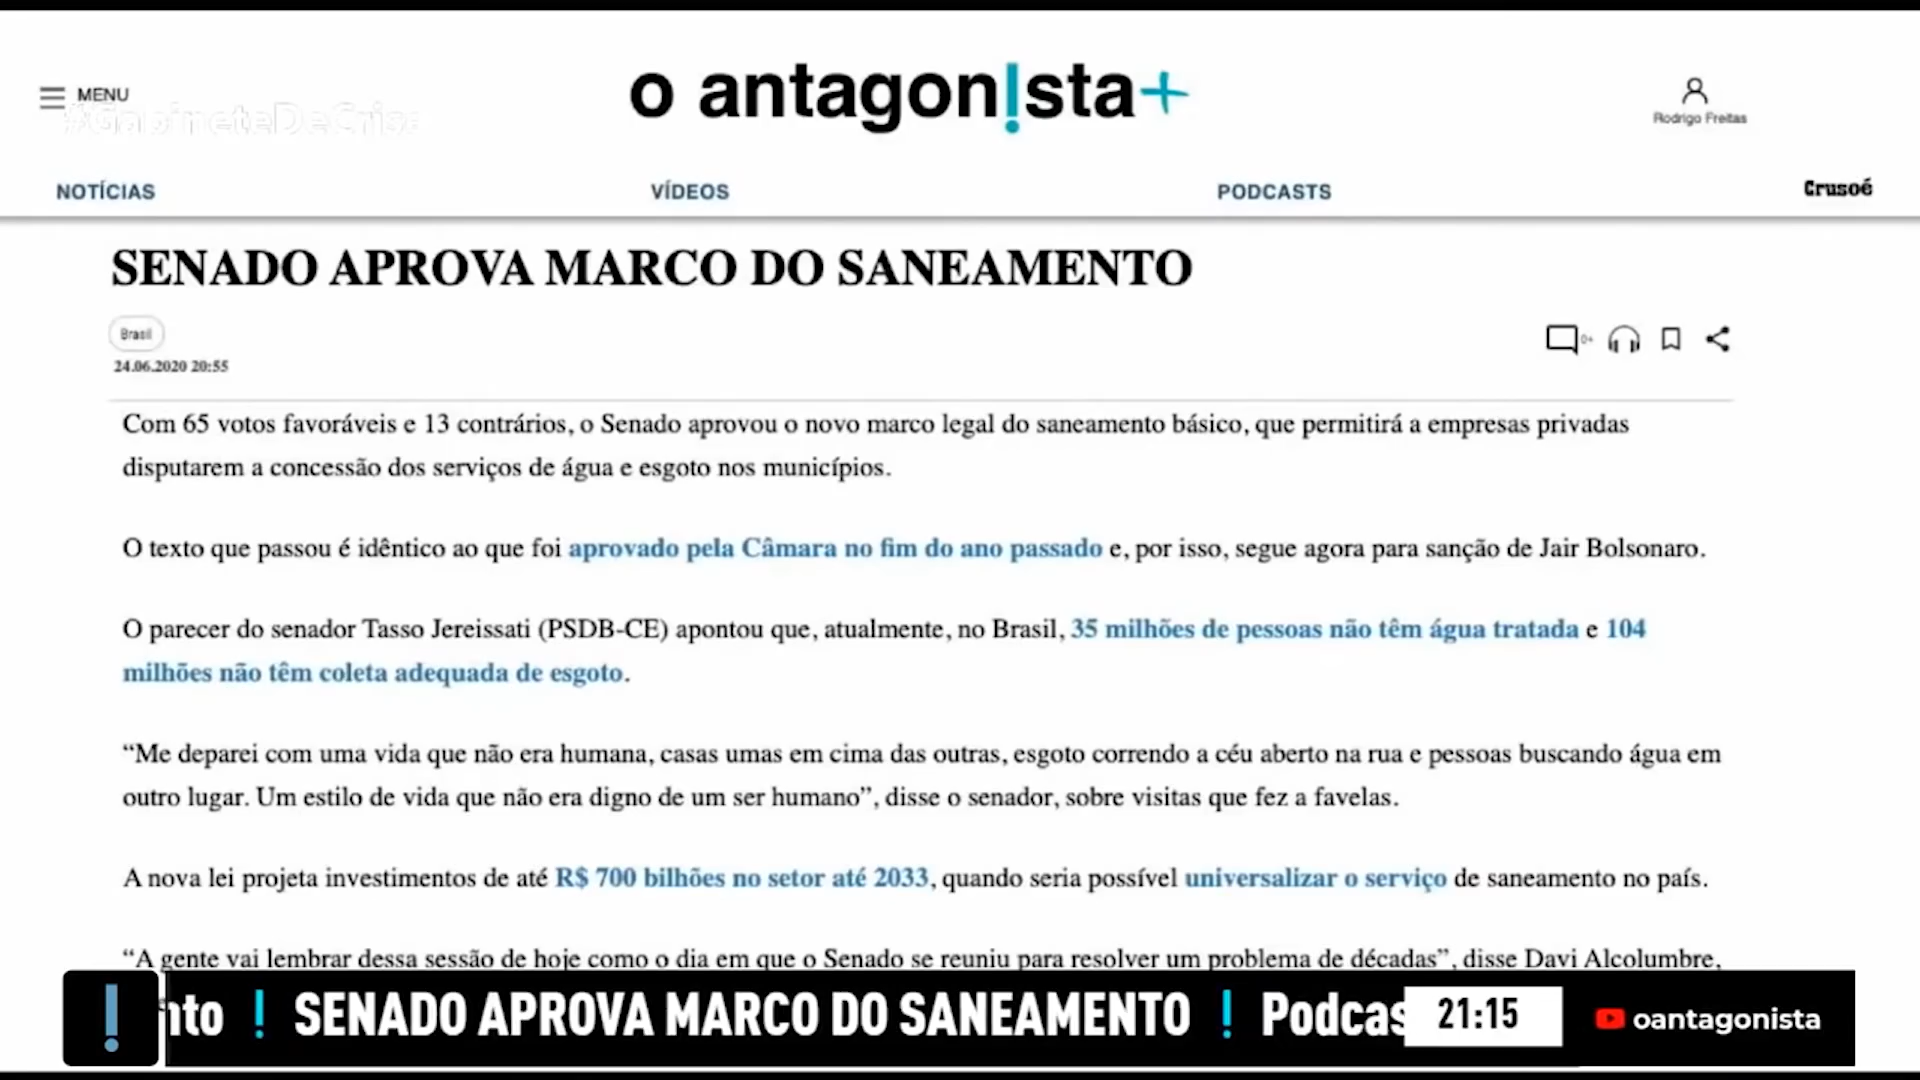 MENU
#GabineteDeCrise
o antagon!sta+
Rodrigo Freitas
NOTÍCIAS
VÍDEOS
PODCASTS
Crusoé
SENADO APROVA MARCO DO SANEAMENTO
Brasil
24.06.2020 20:55
0+
Com 65 votos favoráveis e 13 contrários, o Senado aprovou o novo marco legal do saneamento básico, que permitirá a empresas privadas
disputarem a concessão dos serviços de água e esgoto nos municípios.
O texto que passou é idêntico ao que foi aprovado pela Câmara no fim do ano passado e, por isso, segue agora para sanção de Jair Bolsonaro.
O parecer do senador Tasso Jereissati (PSDB-CE) apontou que, atualmente, no Brasil, 35 milhões de pessoas não têm água tratada e 104
milhões não têm coleta adequada de esgoto.
“Me deparei com uma vida que não era humana, casas umas em cima das outras, esgoto correndo a céu aberto na rua e pessoas buscando água em
outro lugar. Um estilo de vida que não era digno de um ser humano”, disse o senador, sobre visitas que fez a favelas.
A nova lei projeta investimentos de até R$ 700 bilhões no setor até 2033, quando seria possível universalizar o serviço de saneamento no país.
“A gente vai lembrar dessa sessão de hoje como o dia em que o Senado se reuniu para resolver um problema de décadas”, disse Davi Alcolumbre,
! nto ! SENADO APROVA MARCO DO SANEAMENTO ! Podcas 21:15 oantagonista